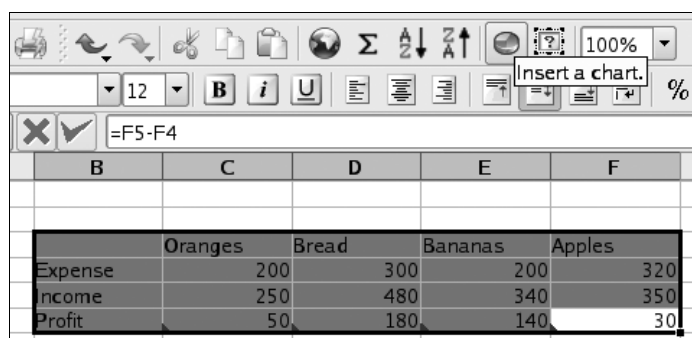 Σ A Z Z A 100%
Insert a chart.
12 B i U %
=F5-F4
B C D E F
Oranges Bread Bananas Apples
Expense 200 300 200 320
Income 250 480 340 350
Profit 50 180 140 30